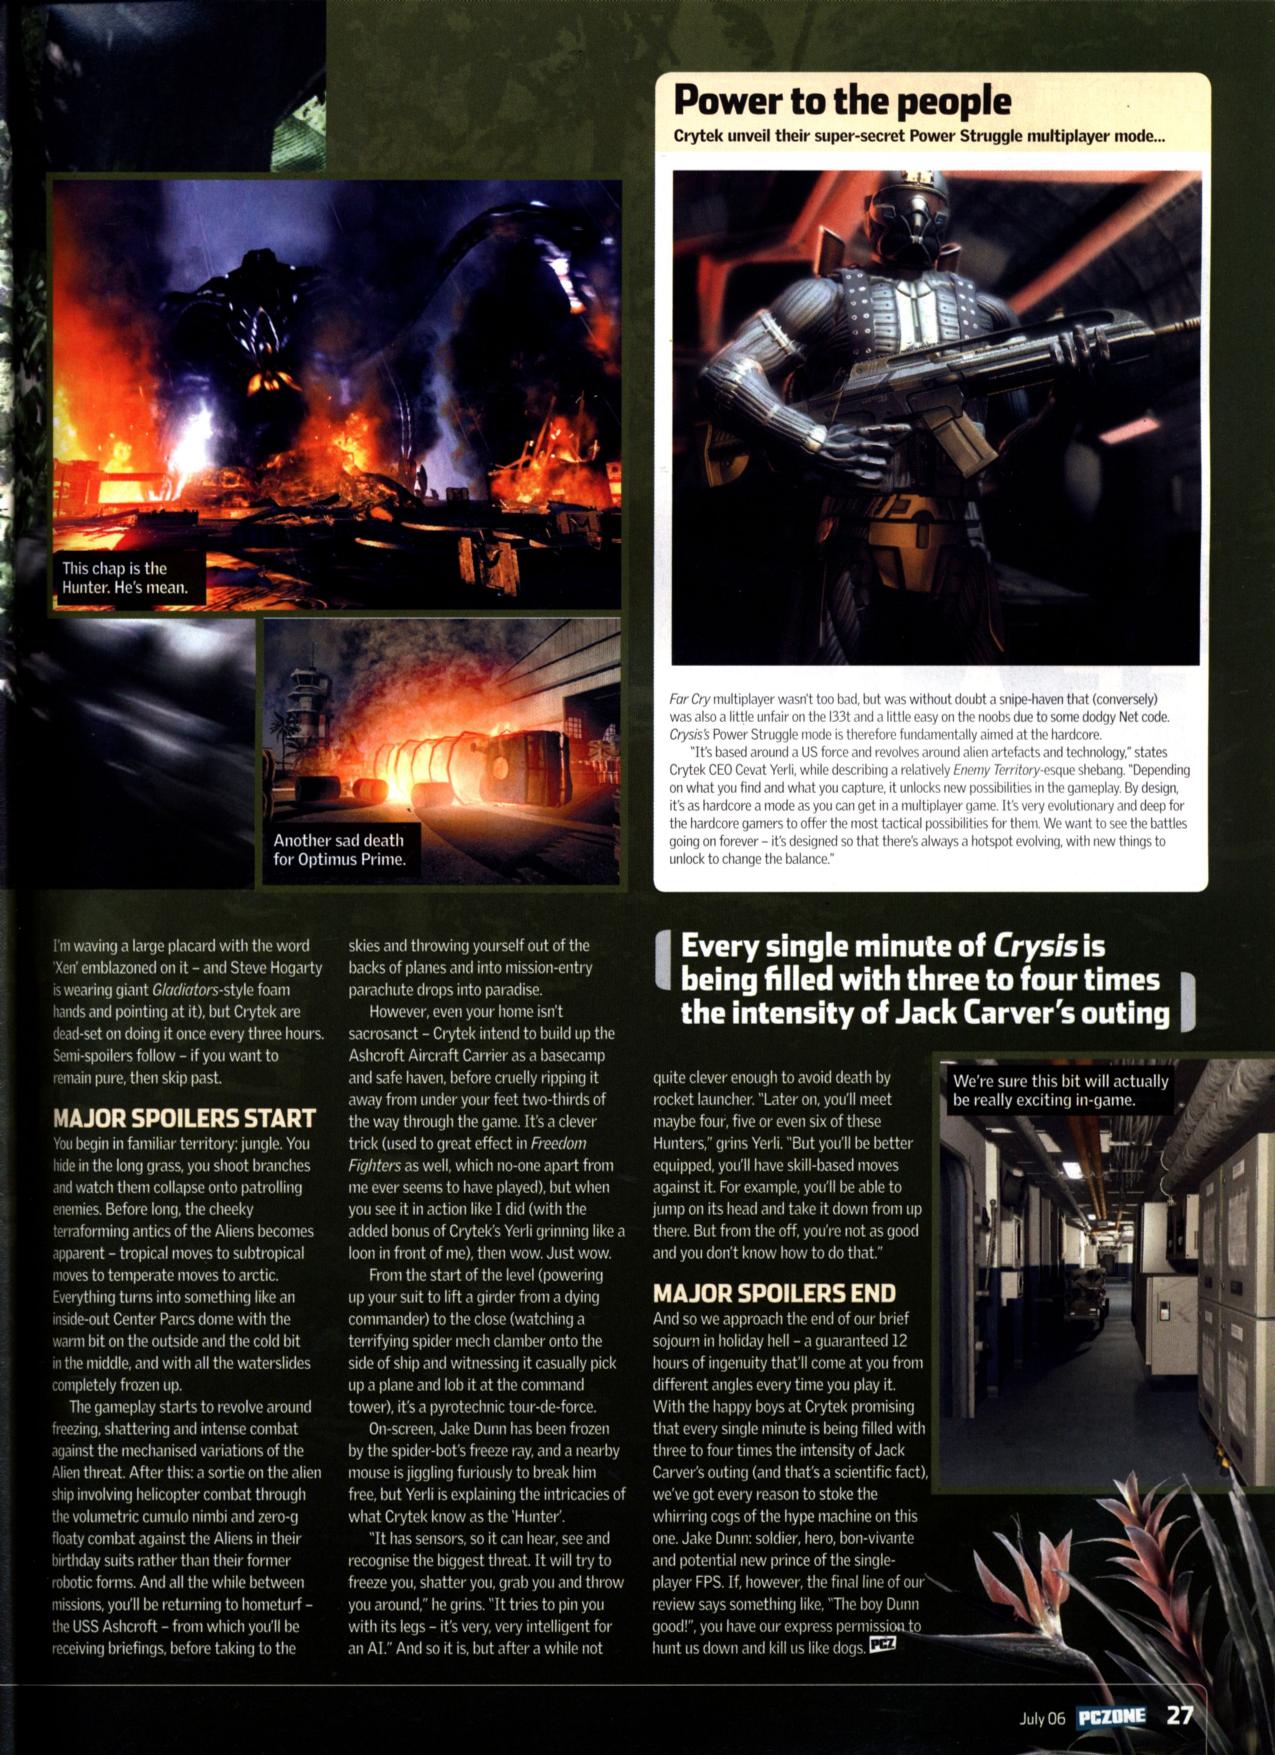 Power to the people
Crytek unveil their super-secret Power Struggle multiplayer mode...
This chap is the
Hunter. He's mean.
Another sad death
for Optimus Prime.
Far Cry multiplayer wasn't too bad, but was without doubt a snipe-haven that (conversely)
was also a little unfair on the l33t and a little easy on the noobs due to some dodgy Net code.
Crysis's Power Struggle mode is therefore fundamentally aimed at the hardcore.
"It's based around a US force and revolves around alien artefacts and technology," states
Crytek CEO Cevat Yerli, while describing a relatively Enemy Territory-esque shebang. "Depending
on what you find and what you capture, it unlocks new possibilities in the gameplay. By design,
it's as hardcore a mode as you can get in a multiplayer game. It's very evolutionary and deep for
the hardcore gamers to offer the most tactical possibilities for them. We want to see the battles
going on forever – it's designed so that there's always a hotspot evolving, with new things to
unlock to change the balance."
I'm waving a large placard with the word
'Xen' emblazoned on it – and Steve Hogarty
is wearing giant Gladiators-style foam
hands and pointing at it), but Crytek are
dead-set on doing it once every three hours.
Semi-spoilers follow – if you want to
remain pure, then skip past.
MAJOR SPOILERS START
You begin in familiar territory: jungle. You
hide in the long grass, you shoot branches
and watch them collapse onto patrolling
enemies. Before long, the cheeky
terraforming antics of the Aliens becomes
apparent – tropical moves to subtropical
moves to temperate moves to arctic.
Everything turns into something like an
inside-out Center Parcs dome with the
warm bit on the outside and the cold bit
in the middle, and with all the waterslides
completely frozen up.
The gameplay starts to revolve around
freezing, shattering and intense combat
against the mechanised variations of the
Alien threat. After this: a sortie on the alien
ship involving helicopter combat through
the volumetric cumulo nimbi and zero-g
floaty combat against the Aliens in their
birthday suits rather than their former
robotic forms. And all the while between
missions, you'll be returning to hometurf –
the USS Ashcroft – from which you'll be
receiving briefings, before taking to the
skies and throwing yourself out of the
backs of planes and into mission-entry
parachute drops into paradise.
However, even your home isn't
sacrosanct – Crytek intend to build up the
Ashcroft Aircraft Carrier as a basecamp
and safe haven, before cruelly ripping it
away from under your feet two-thirds of
the way through the game. It's a clever
trick (used to great effect in Freedom
Fighters as well, which no-one apart from
me ever seems to have played), but when
you see it in action like I did (with the
added bonus of Crytek's Yerli grinning like a
loon in front of me), then wow. Just wow.
From the start of the level (powering
up your suit to lift a girder from a dying
commander) to the close (watching a
terrifying spider mech clamber onto the
side of ship and witnessing it casually pick
up a plane and lob it at the command
tower), it's a pyrotechnic tour-de-force.
On-screen, Jake Dunn has been frozen
by the spider-bot's freeze ray, and a nearby
mouse is jiggling furiously to break him
free, but Yerli is explaining the intricacies of
what Crytek know as the 'Hunter'.
"It has sensors, so it can hear, see and
recognise the biggest threat. It will try to
freeze you, shatter you, grab you and throw
you around," he grins. "It tries to pin you
with its legs – it's very, very intelligent for
an AI." And so it is, but after a while not
Every single minute of Crysis is
being filled with three to four times
the intensity of Jack Carver's outing
quite clever enough to avoid death by
rocket launcher. "Later on, you'll meet
maybe four, five or even six of these
Hunters," grins Yerli. "But you'll be better
equipped, you'll have skill-based moves
against it. For example, you'll be able to
jump on its head and take it down from up
there. But from the off, you're not as good
and you don't know how to do that."
MAJOR SPOILERS END
And so we approach the end of our brief
sojourn in holiday hell – a guaranteed 12
hours of ingenuity that'll come at you from
different angles every time you play it.
With the happy boys at Crytek promising
that every single minute is being filled with
three to four times the intensity of Jack
Carver's outing (and that's a scientific fact),
we've got every reason to stoke the
whirring cogs of the hype machine on this
one. Jake Dunn: soldier, hero, bon-vivante
and potential new prince of the single-
player FPS. If, however, the final line of our
review says something like, "The boy Dunn
good!", you have our express permission to
hunt us down and kill us like dogs. PCZ
We're sure this bit will actually
be really exciting in-game.
July 06 PCZONE 27